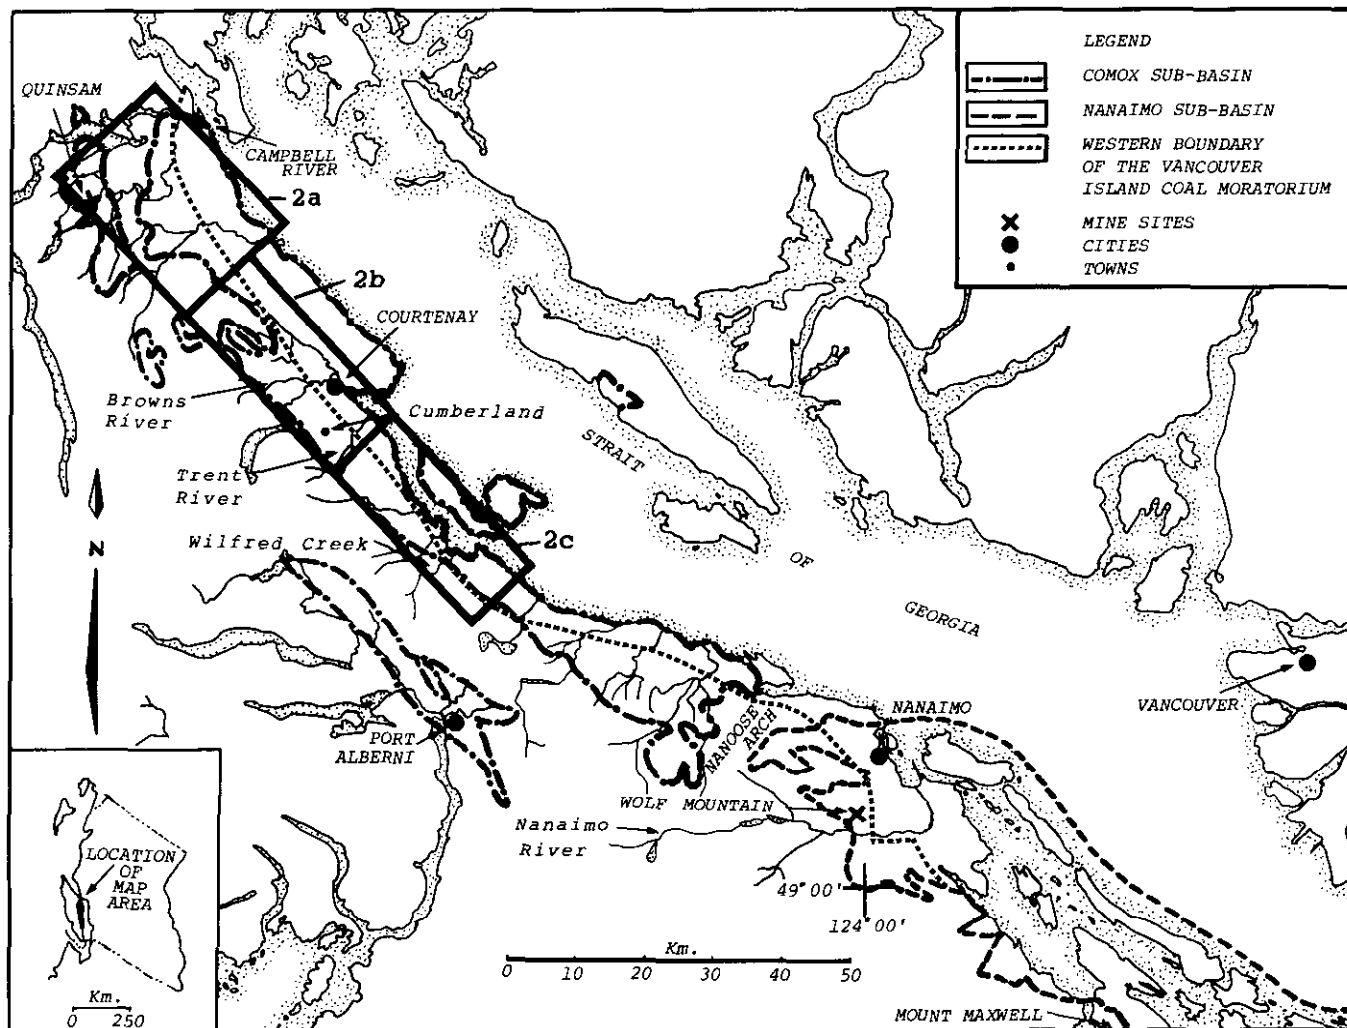 LEGEND
COMOX SUB-BASIN
NANAIMO SUB-BASIN
WESTERN BOUNDARY
OF THE VANCOUVER
ISLAND COAL MORATORIUM
MINE SITES
CITIES
TOWNS
QUINSAM
CAMPBELL
RIVER
2a
2b
COURTENAY
Browns
River
Cumberland
Trent
River
STRAIT
OF
GEORGIA
N
Wilfred Creek
2c
PORT
ALBERNI
NANOOSE
ARCH
NANAIMO
VANCOUVER
WOLF MOUNTAIN
Nanaimo
River
49°00'
124°00'
LOCATION
OF
MAP
AREA
Km.
0 250
Km.
0 10 20 30 40 50
MOUNT MAXWELL